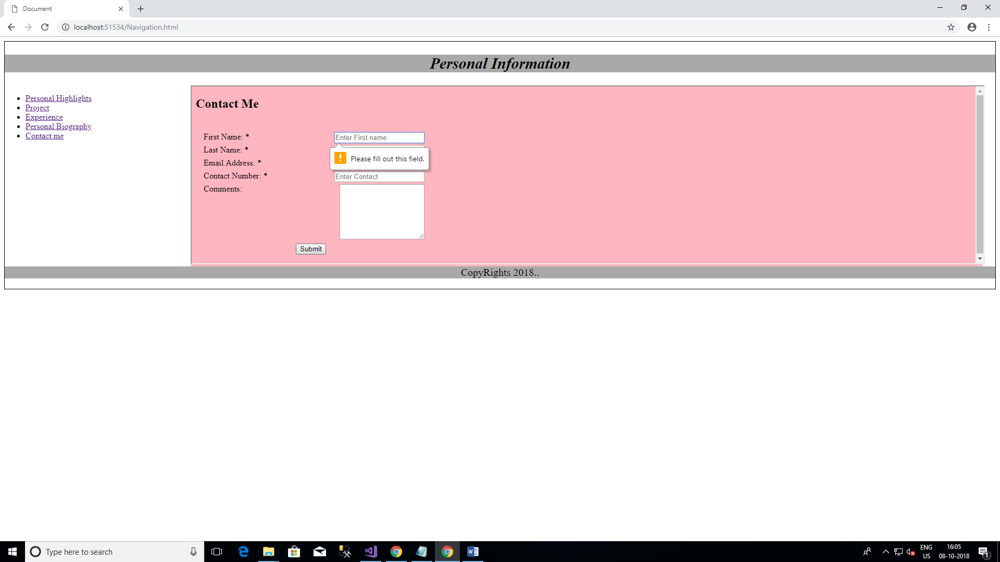 Document
localhost:51534/Navigation.html
Personal Information
Personal Highlights
Project
Experience
Personal Biography
Contact me
Contact Me
First Name: * Enter First name
Last Name: *
Please fill out this field.
Email Address: *
Contact Number: * Enter Contact
Comments:
Submit
CopyRights 2018..
Type here to search
ENG
US
16:05
08-10-2018
1